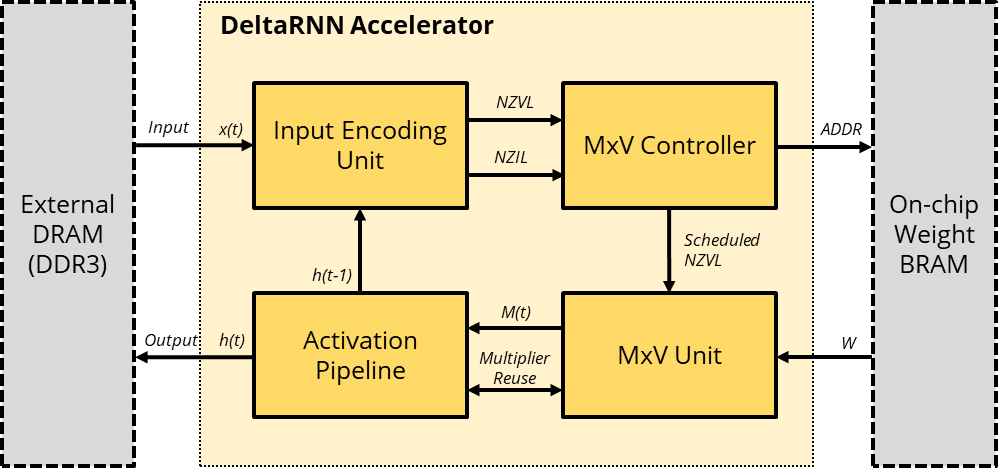 DeltaRNN Accelerator
External
DRAM
(DDR3)
Input
x(t)
Input Encoding
Unit
NZVL
NZIL
MxV Controller
ADDR
On-chip
Weight
BRAM
h(t-1)
Scheduled
NZVL
Output
h(t)
Activation
Pipeline
M(t)
Multiplier
Reuse
MxV Unit
W